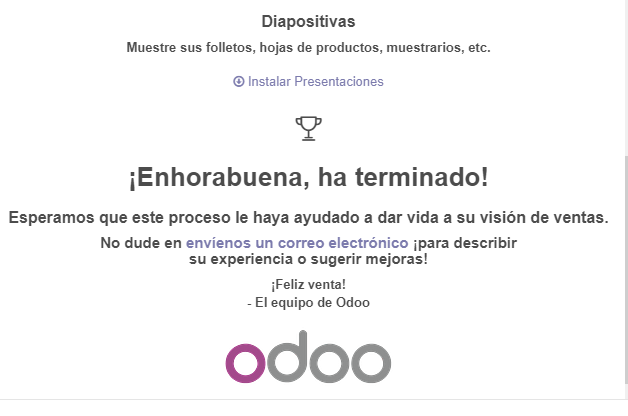 Diapositivas
Muestre sus folletos, hojas de productos, muestrarios, etc.
Instalar Presentaciones
¡Enhorabuena, ha terminado!
Esperamos que este proceso le haya ayudado a dar vida a su visión de ventas.
No dude en envíenos un correo electrónico ¡para describir
su experiencia o sugerir mejoras!
¡Feliz venta!
- El equipo de Odoo
odoo